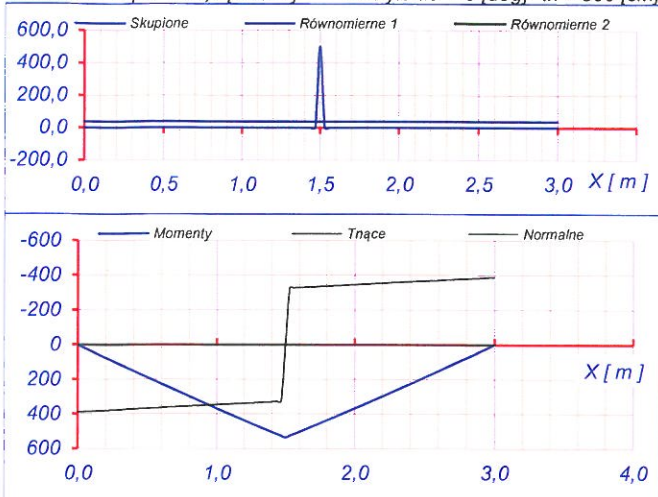 Skupione Równomierne 1 Równomierne 2
600,0
400,0
200,0
0,0
-200,0
0,0 0,5 1,0 1,5 2,0 2,5 3,0 X [ m ]
Momenty Tnące Normalne
-600
-400
-200
0
200
400
600
X [ m ]
0,0 1,0 2,0 3,0 4,0